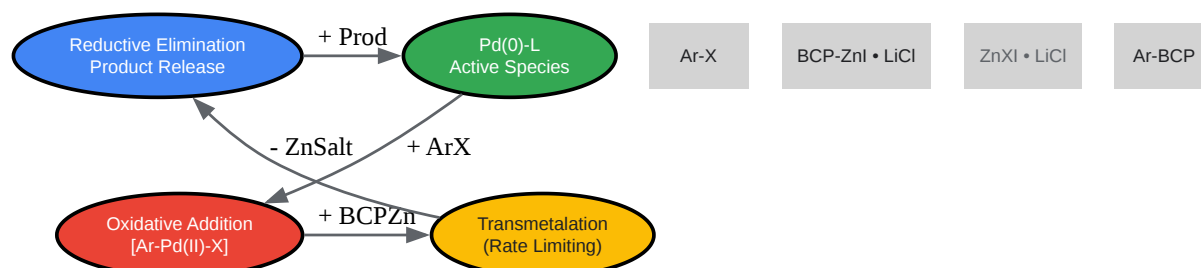 Reductive Elimination
Product Release
+ Prod
Pd(0)-L
Active Species
Ar-X
BCP-ZnI • LiCl
ZnXI • LiCl
Ar-BCP
- ZnSalt
+ ArX
Oxidative Addition
[Ar-Pd(II)-X]
+ BCPZn
Transmetalation
(Rate Limiting)